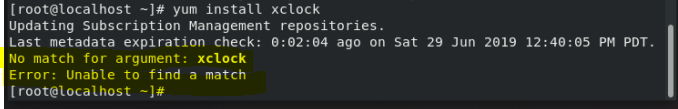 [root@localhost ~]# yum install xclock
Updating Subscription Management repositories.
Last metadata expiration check: 0:02:04 ago on Sat 29 Jun 2019 12:40:05 PM PDT.
No match for argument: xclock
Error: Unable to find a match
[root@localhost ~]#